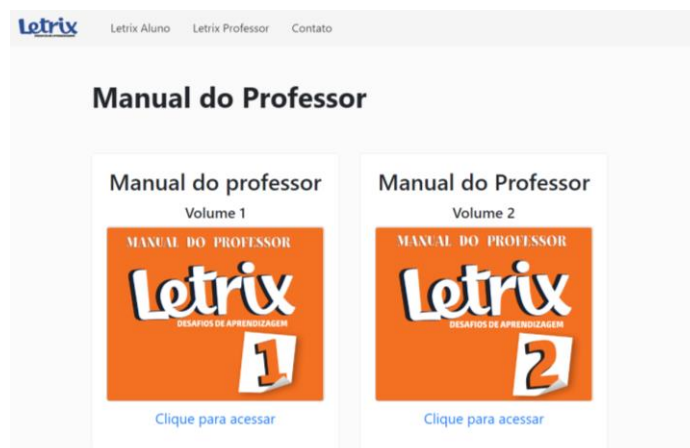 Letrix
Letrix Aluno Letrix Professor Contato
Manual do Professor
Manual do professor
Volume 1
MANUAL DO PROFESSOR
Letrix
DESAFIOS DE APRENDIZAGEM
1
Clique para acessar
Manual do Professor
Volume 2
MANUAL DO PROFESSOR
Letrix
DESAFIOS DE APRENDIZAGEM
2
Clique para acessar